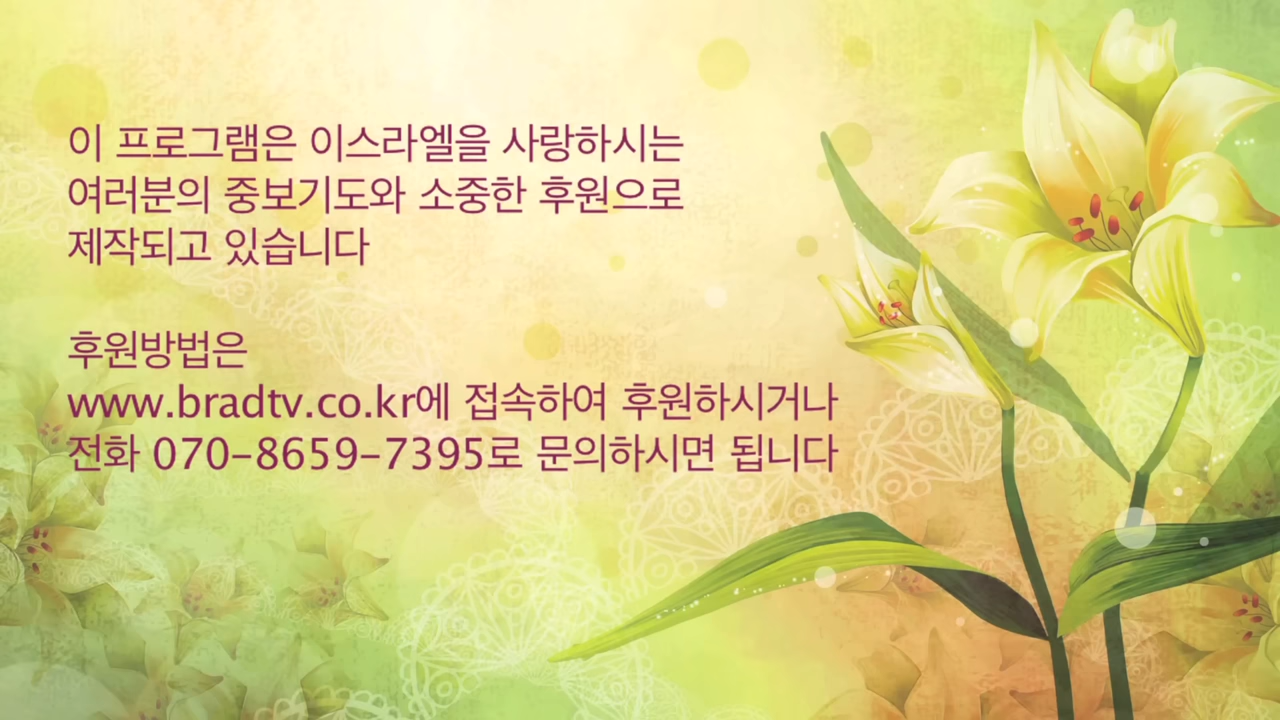 이 프로그램은 이스라엘을 사랑하시는
여러분의 중보기도와 소중한 후원으로
제작되고 있습니다
후원방법은
www.bradtv.co.kr에 접속하여 후원하시거나
전화 070-8659-7395로 문의하시면 됩니다